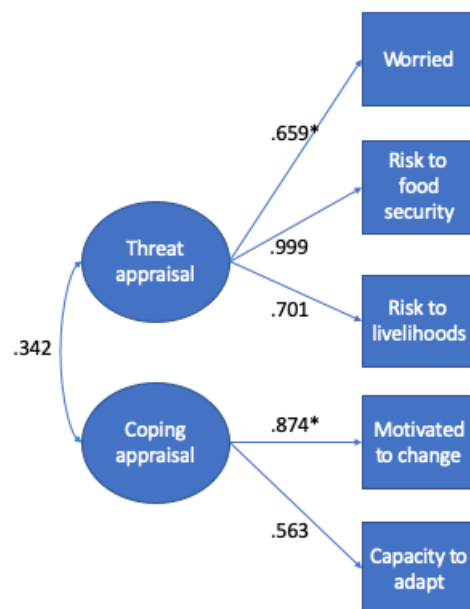 Worried
.659*
Risk to
food
security
Threat
appraisal
.999
Risk to
livelihoods
.701
.342
Coping
appraisal
.874*
Motivated
to change
.563
Capacity to
adapt